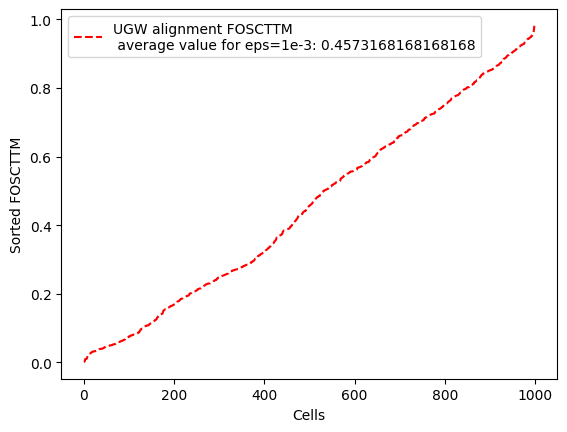 UGW alignment FOSCTTM
average value for eps=1e-3: 0.4573168168168168
1.0
0.8
0.6
0.4
0.2
0.0
Sorted FOSCTTM
0 200 400 600 800 1000
Cells